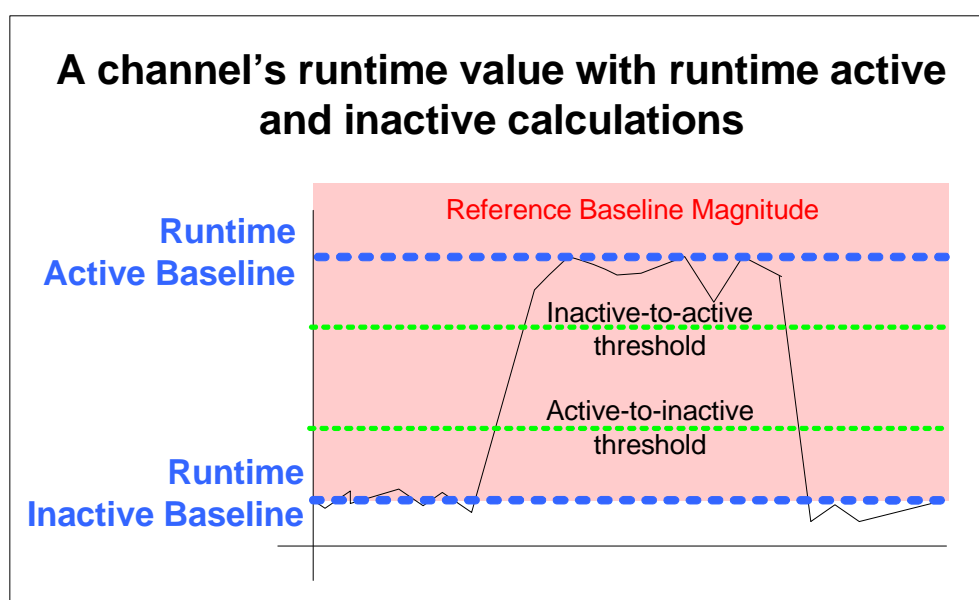 A channel's runtime value with runtime active
and inactive calculations
Reference Baseline Magnitude
Runtime
Active Baseline
Inactive-to-active
threshold
Active-to-inactive
threshold
Runtime
Inactive Baseline